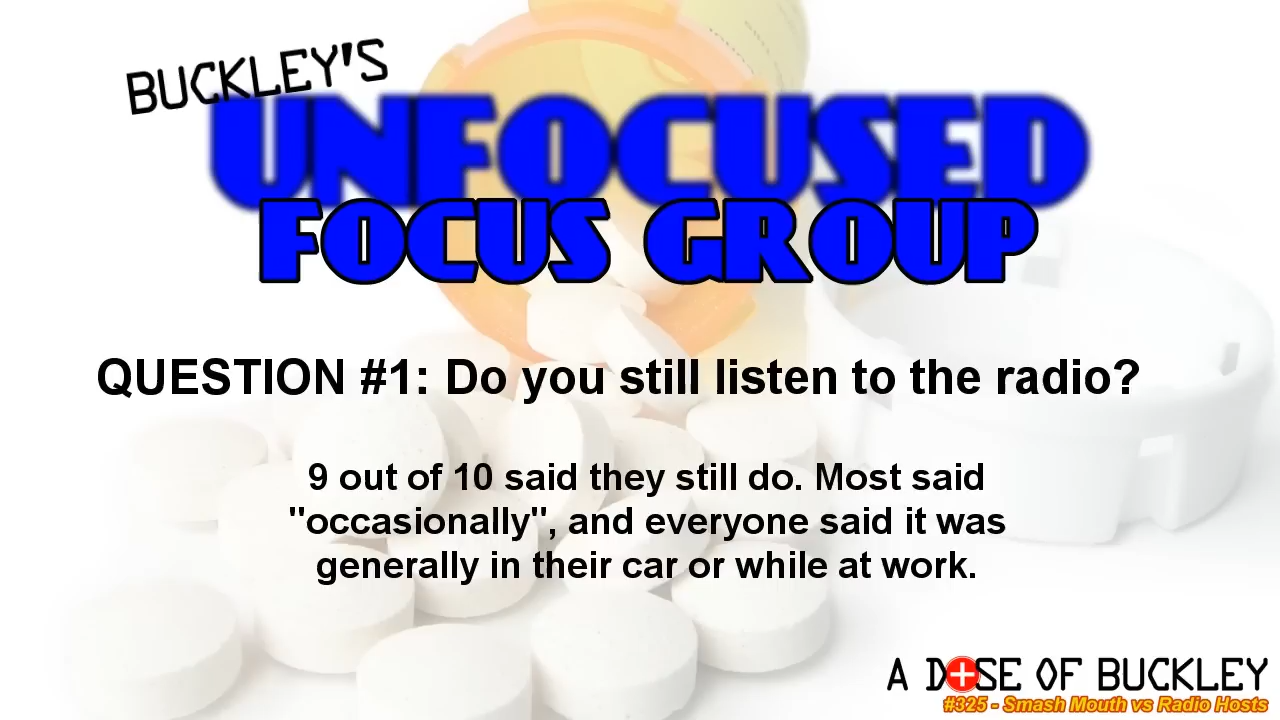 BUCKLEY'S
UNFOCUSED
FOCUS GROUP
QUESTION #1: Do you still listen to the radio?
9 out of 10 said they still do. Most said
"occasionally", and everyone said it was
generally in their car or while at work.
A DOSE OF BUCKLEY
#325 - Smash Mouth vs Radio Hosts